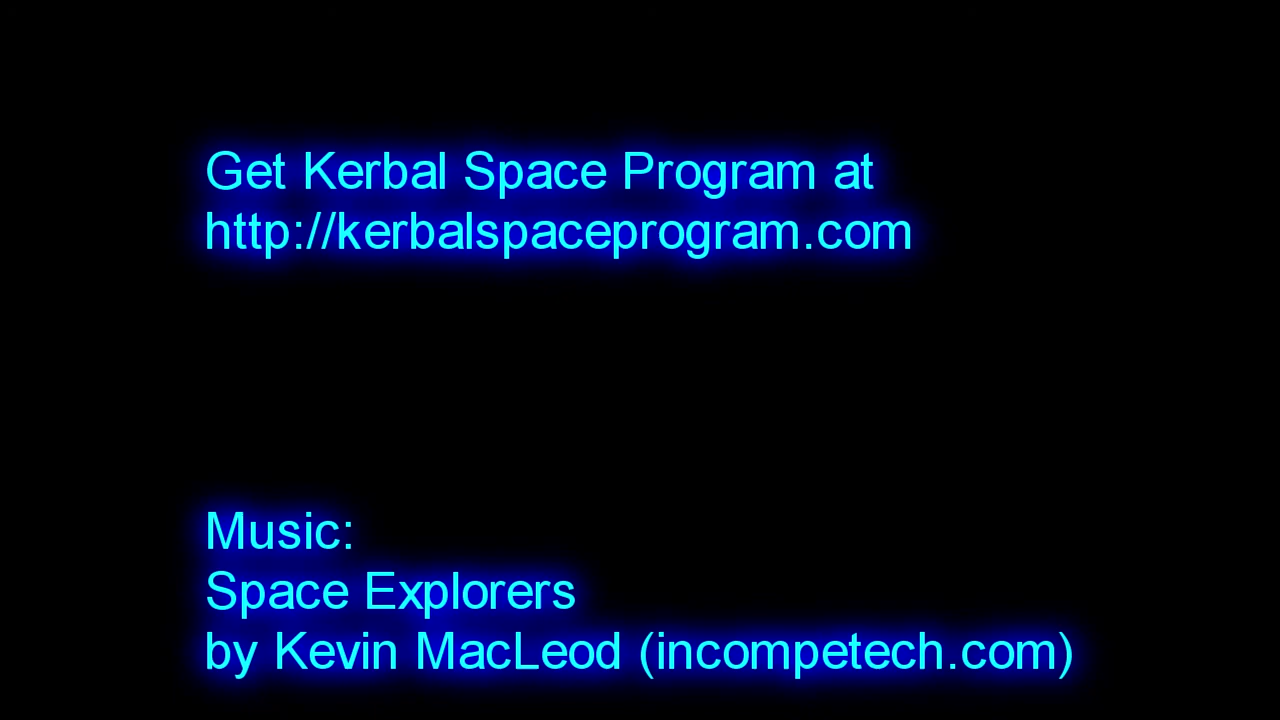 Get Kerbal Space Program at
http://kerbalspaceprogram.com
Music:
Space Explorers
by Kevin MacLeod (incompetech.com)